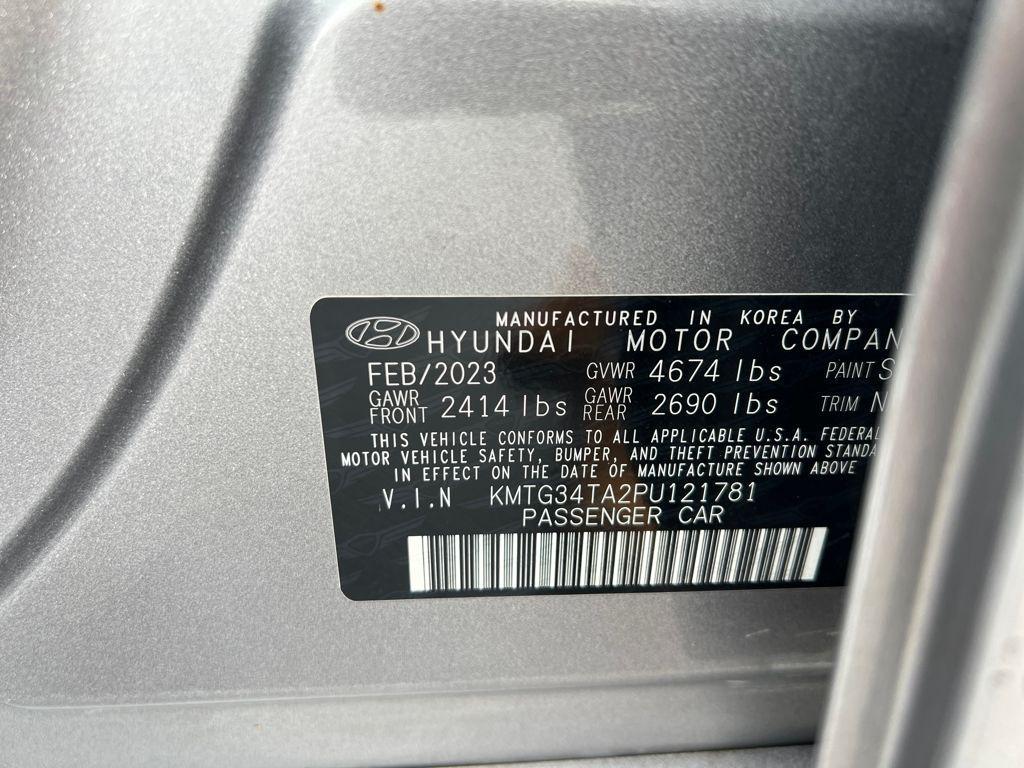 MANUFACTURED IN KOREA BY
HYUNDAI MOTOR COMPAN
FEB/2023 GVWR 4674 lbs PAINT S
GAWR FRONT 2414 lbs GAWR REAR 2690 lbs TRIM N
THIS VEHICLE CONFORMS TO ALL APPLICABLE U.S.A. FEDERAL
MOTOR VEHICLE SAFETY, BUMPER, AND THEFT PREVENTION STANDA
IN EFFECT ON THE DATE OF MANUFACTURE SHOWN ABOVE
V.I.N KMTG34TA2PU121781
PASSENGER CAR